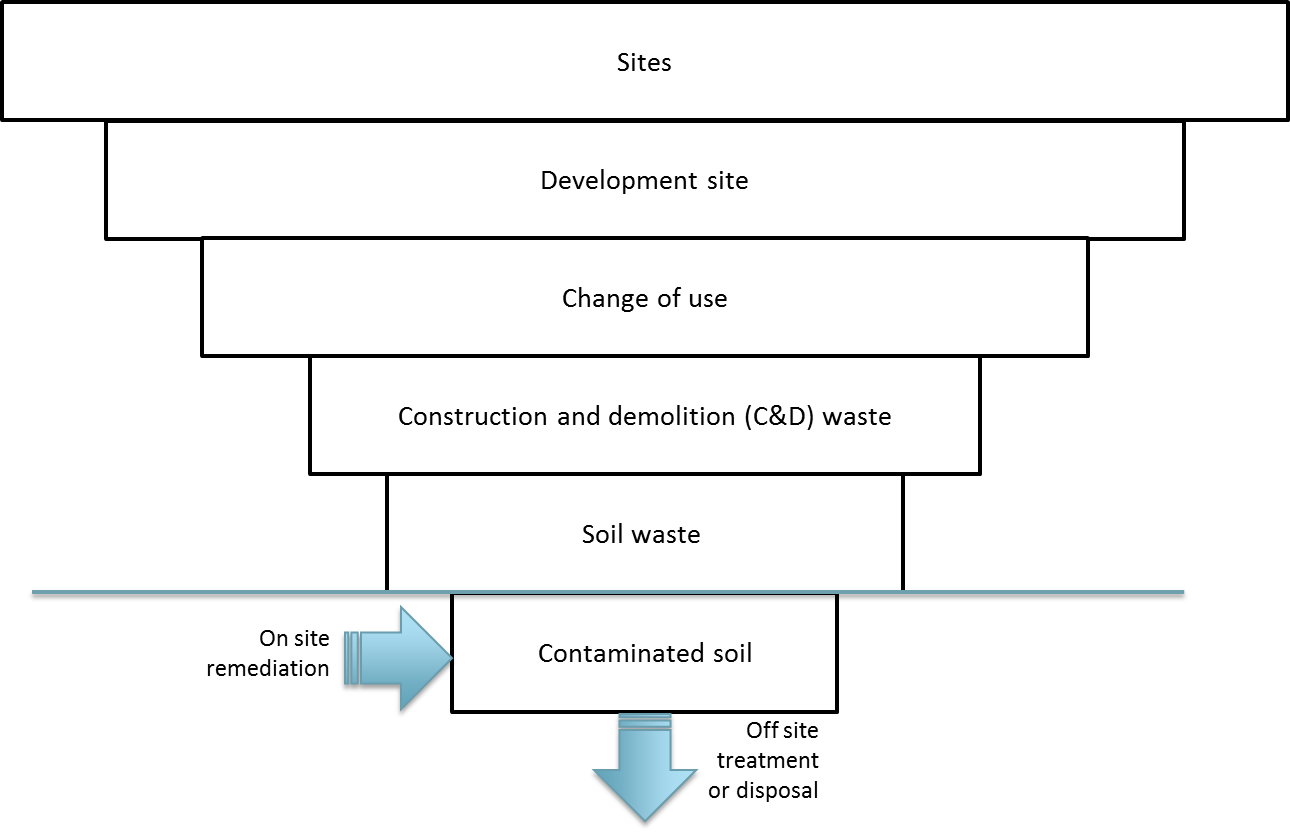 Sites
Development site
Change of use
Construction and demolition (C&D) waste
Soil waste
On site
remediation
Contaminated soil
Off site
treatment
or disposal